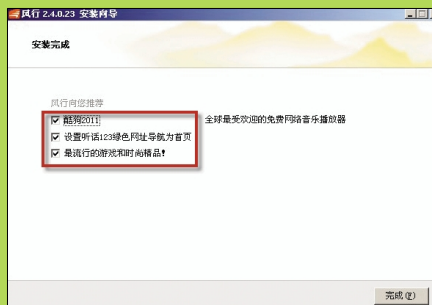 风行 2.4.0.23 安装向导
安装完成
风行向您推荐
酷狗2011 全球最受欢迎的免费网络音乐播放器
设置听话123绿色网址导航为首页
最流行的游戏和时尚精品!
完成(F)